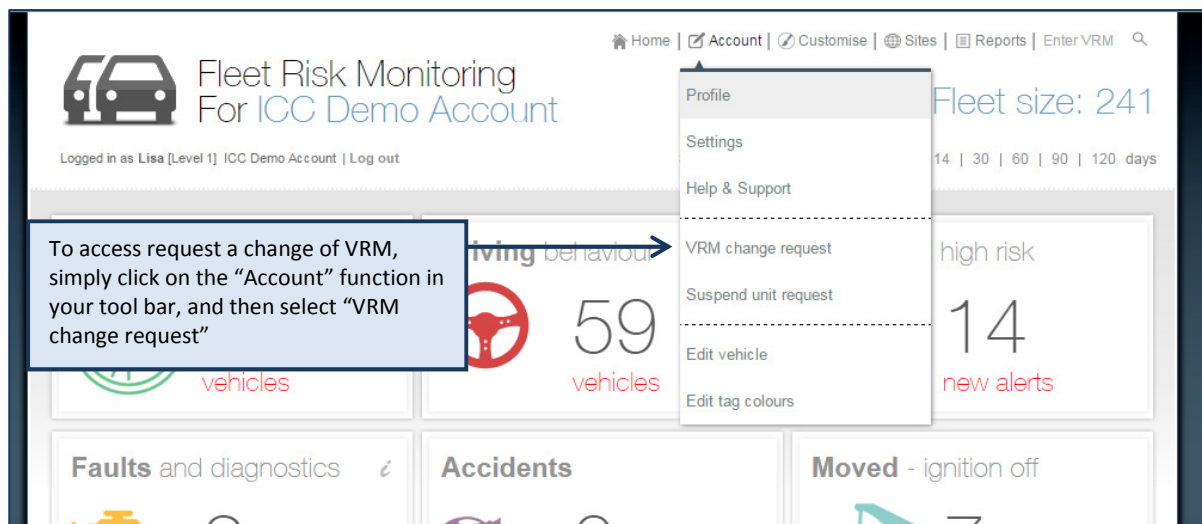 Home | Account | Customise | Sites | Reports | Enter VRM
Fleet Risk Monitoring
For ICC Demo Account
Fleet size: 241
Logged in as Lisa [Level 1] ICC Demo Account | Log out
14 | 30 | 60 | 90 | 120 days
Profile
Settings
Help & Support
VRM change request
Suspend unit request
Edit vehicle
Edit tag colours
To access request a change of VRM,
simply click on the “Account” function in
your tool bar, and then select “VRM
change request”
vehicles
behaviour
59
vehicles
high risk
14
new alerts
Faults and diagnostics i
Accidents
Moved - ignition off